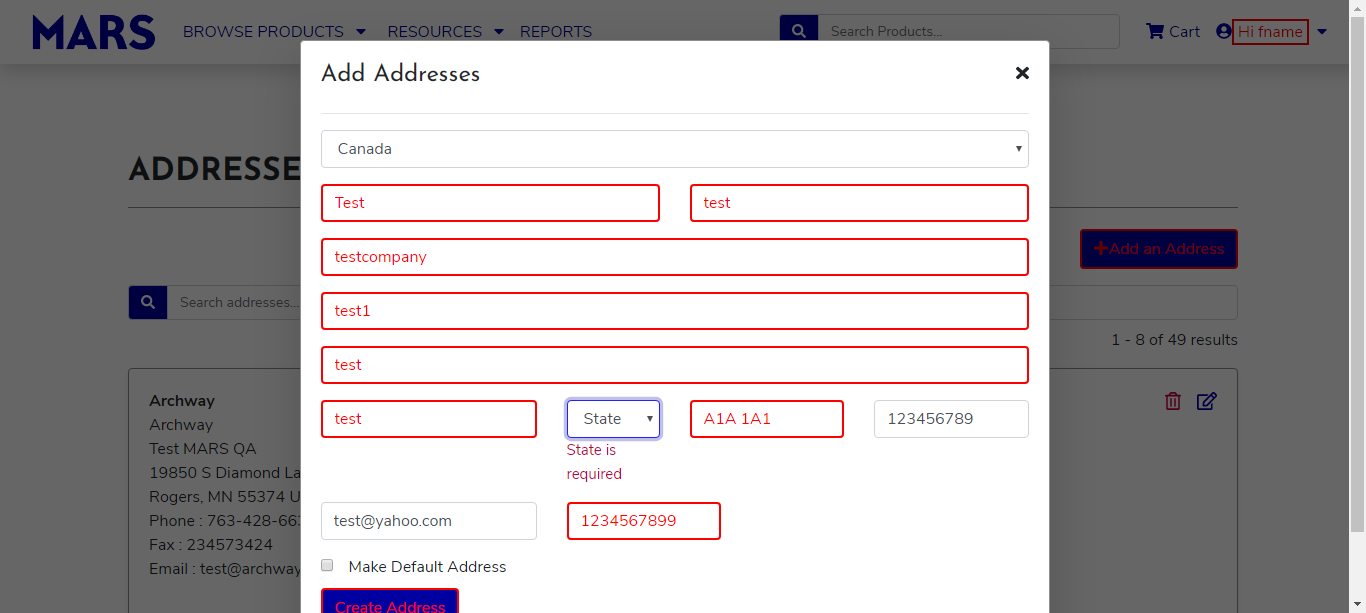 MARS BROWSE PRODUCTS RESOURCES REPORTS Search Products... Cart Hi fname
Add Addresses
Canada
ADDRESSE
Test test
+Add an Address
testcompany
Search addresses...
test1
1 - 8 of 49 results
test
Archway
Archway
Test MARS QA
19850 S Diamond La
Rogers, MN 55374 U
Phone : 763-428-66
Fax : 234573424
Email : test@archway
test State A1A 1A1 123456789
State is
required
test@yahoo.com 1234567899
Make Default Address
Create Address